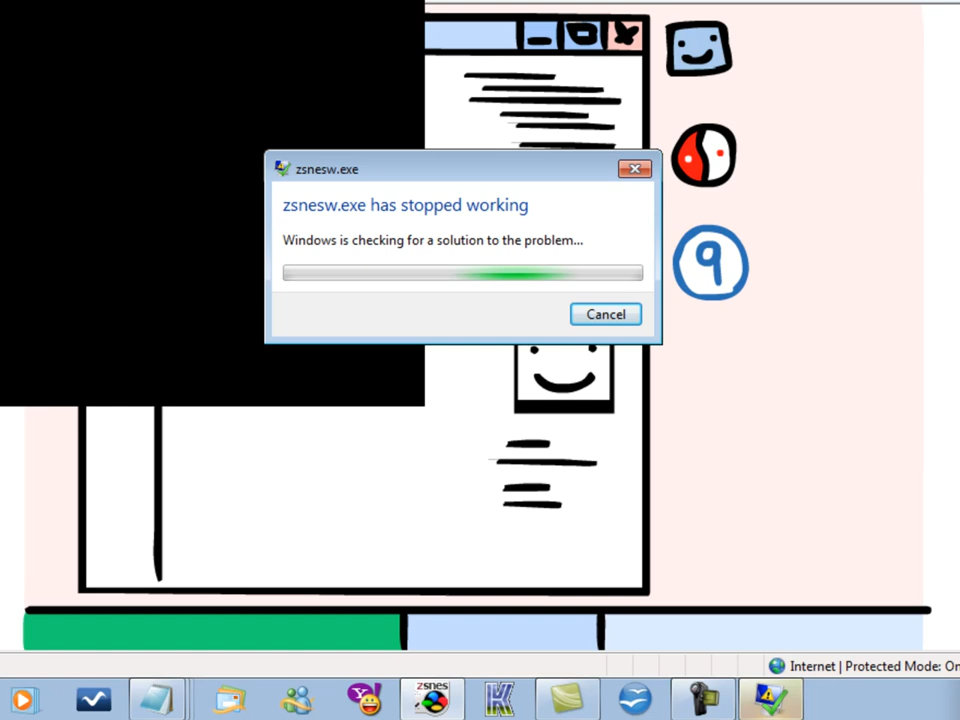 zsnesw.exe
zsnesw.exe has stopped working
Windows is checking for a solution to the problem...
Cancel
9
Internet | Protected Mode: On
zsnes